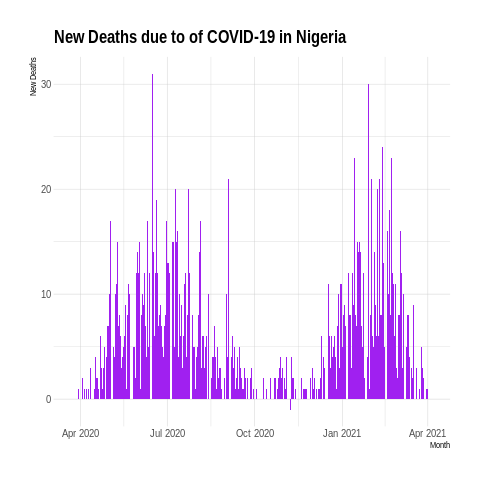 New Deaths due to of COVID-19 in Nigeria
New Deaths
30
20
10
0
Apr 2020 Jul 2020 Oct 2020 Jan 2021 Apr 2021
Month